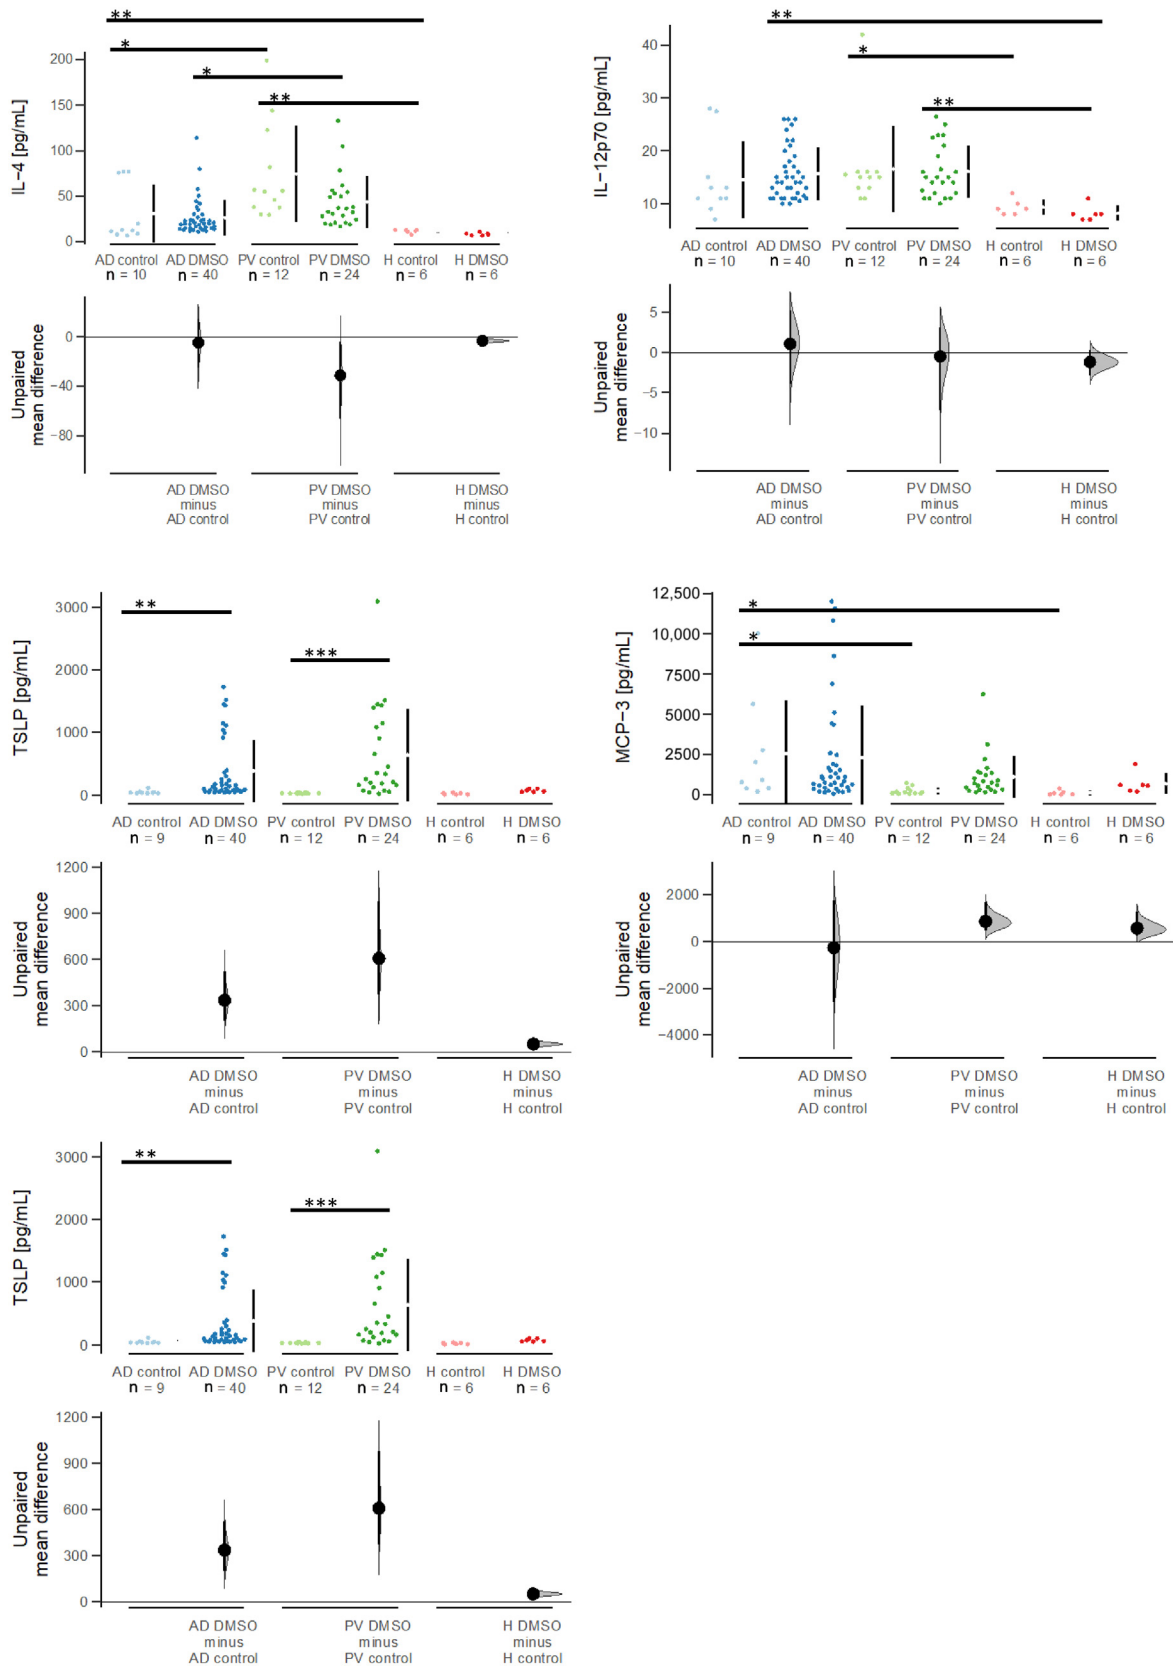 **
*
*
**
IL−4 [pg/mL]
200
150
100
50
0
AD control AD DMSO PV control PV DMSO H control H DMSO
n = 10 n = 40 n = 12 n = 24 n = 6 n = 6
Unpaired
mean difference
0
−40
−80
AD DMSO PV DMSO H DMSO
minus minus minus
AD control PV control H control
**
*
**
IL−12p70 [pg/mL]
40
30
20
10
AD control AD DMSO PV control PV DMSO H control H DMSO
n = 10 n = 40 n = 12 n = 24 n = 6 n = 6
Unpaired
mean difference
5
0
−5
−10
AD DMSO PV DMSO H DMSO
minus minus minus
AD control PV control H control
**
***
TSLP [pg/mL]
3000
2000
1000
0
AD control AD DMSO PV control PV DMSO H control H DMSO
n = 9 n = 40 n = 12 n = 24 n = 6 n = 6
Unpaired
mean difference
1200
900
600
300
0
AD DMSO PV DMSO H DMSO
minus minus minus
AD control PV control H control
*
*
MCP−3 [pg/mL]
12,500
10,000
7500
5000
2500
0
AD control AD DMSO PV control PV DMSO H control H DMSO
n = 9 n = 40 n = 12 n = 24 n = 6 n = 6
Unpaired
mean difference
2000
0
−2000
−4000
AD DMSO PV DMSO H DMSO
minus minus minus
AD control PV control H control
**
***
TSLP [pg/mL]
3000
2000
1000
0
AD control AD DMSO PV control PV DMSO H control H DMSO
n = 9 n = 40 n = 12 n = 24 n = 6 n = 6
Unpaired
mean difference
1200
900
600
300
0
AD DMSO PV DMSO H DMSO
minus minus minus
AD control PV control H control